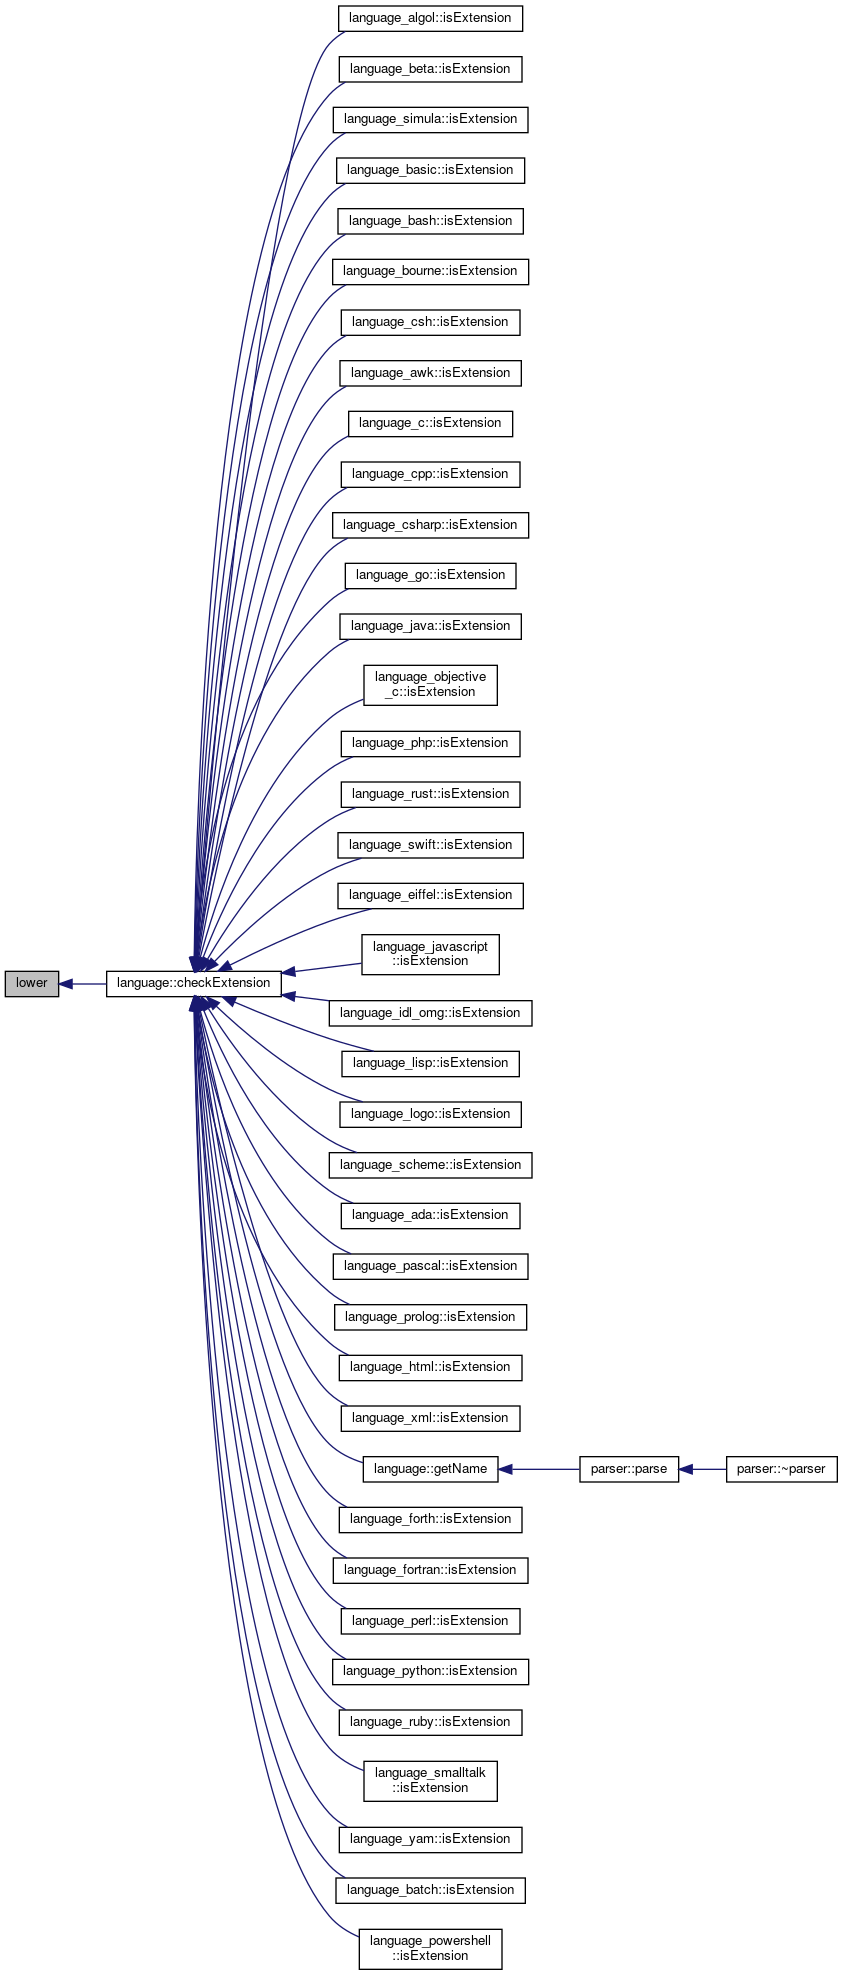 language_algol::isExtension
language_beta::isExtension
language_simula::isExtension
language_basic::isExtension
language_bash::isExtension
language_bourne::isExtension
language_csh::isExtension
language_awk::isExtension
language_c::isExtension
language_cpp::isExtension
language_csharp::isExtension
language_go::isExtension
language_java::isExtension
language_objective
_c::isExtension
language_php::isExtension
language_rust::isExtension
language_swift::isExtension
language_eiffel::isExtension
language_javascript
::isExtension
lower
language::checkExtension
language_idl_omg::isExtension
language_lisp::isExtension
language_logo::isExtension
language_scheme::isExtension
language_ada::isExtension
language_pascal::isExtension
language_prolog::isExtension
language_html::isExtension
language_xml::isExtension
language::getName
parser::parse
parser::~parser
language_forth::isExtension
language_fortran::isExtension
language_perl::isExtension
language_python::isExtension
language_ruby::isExtension
language_smalltalk
::isExtension
language_yam::isExtension
language_batch::isExtension
language_powershell
::isExtension